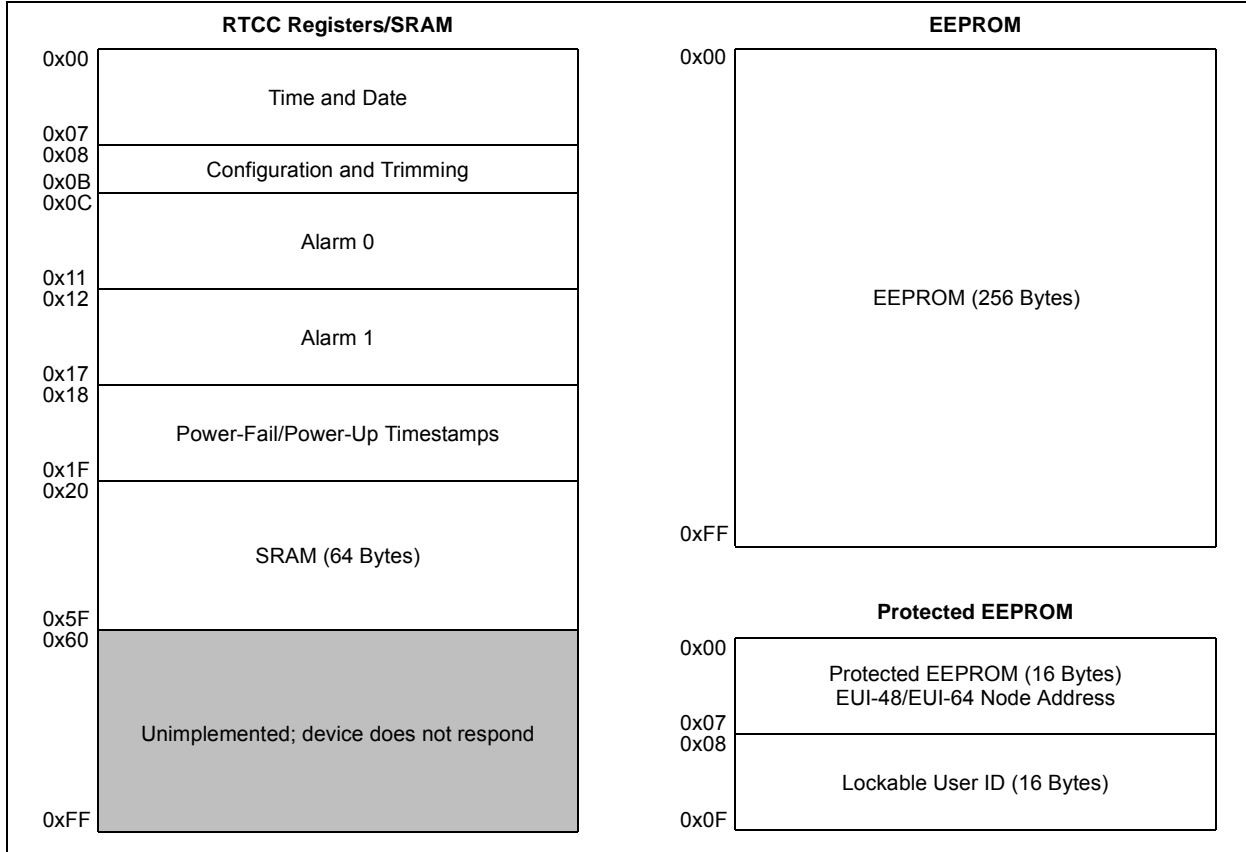 RTCC Registers/SRAM
0x00
Time and Date
0x07
0x08
Configuration and Trimming
0x0B
0x0C
Alarm 0
0x11
0x12
Alarm 1
0x17
0x18
Power-Fail/Power-Up Timestamps
0x1F
0x20
SRAM (64 Bytes)
0x5F
0x60
Unimplemented; device does not respond
0xFF
EEPROM
0x00
EEPROM (256 Bytes)
0xFF
Protected EEPROM
0x00
Protected EEPROM (16 Bytes)
EUI-48/EUI-64 Node Address
0x07
0x08
Lockable User ID (16 Bytes)
0x0F